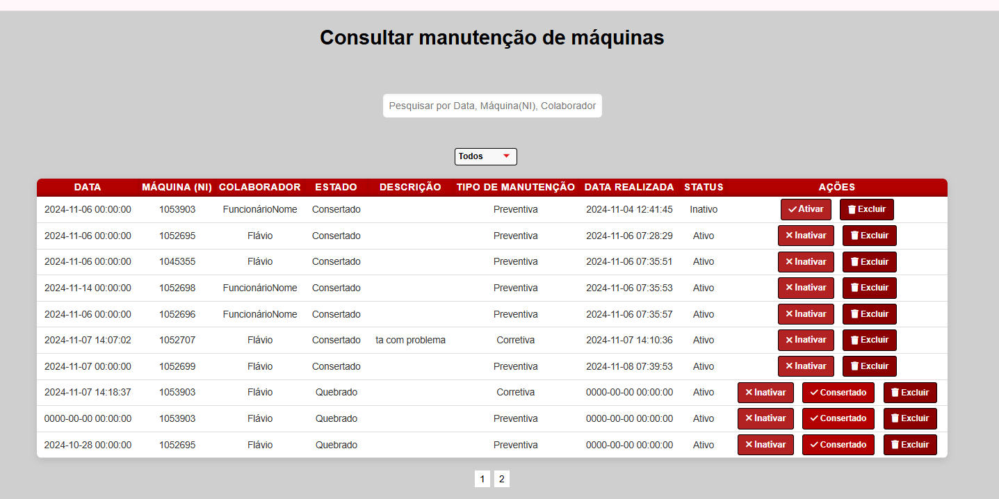 Consultar manutenção de máquinas
Pesquisar por Data, Máquina(NI), Colaborador
Todos
DATA MÁQUINA (NI) COLABORADOR ESTADO DESCRIÇÃO TIPO DE MANUTENÇÃO DATA REALIZADA STATUS AÇÕES
2024-11-06 00:00:00 1053903 FuncionárioNome Consertado Preventiva 2024-11-04 12:41:45 Inativo Ativar Excluir
2024-11-06 00:00:00 1052695 Flávio Consertado Preventiva 2024-11-06 07:28:29 Ativo Inativar Excluir
2024-11-06 00:00:00 1045355 Flávio Consertado Preventiva 2024-11-06 07:35:51 Ativo Inativar Excluir
2024-11-14 00:00:00 1052698 FuncionárioNome Consertado Preventiva 2024-11-06 07:35:53 Ativo Inativar Excluir
2024-11-06 00:00:00 1052696 FuncionárioNome Consertado Preventiva 2024-11-06 07:35:57 Ativo Inativar Excluir
2024-11-07 14:07:02 1052707 Flávio Consertado ta com problema Corretiva 2024-11-07 14:10:36 Ativo Inativar Excluir
2024-11-07 00:00:00 1052699 Flávio Consertado Preventiva 2024-11-08 07:39:53 Ativo Inativar Excluir
2024-11-07 14:18:37 1053903 Flávio Quebrado Corretiva 0000-00-00 00:00:00 Ativo Inativar Consertado Excluir
0000-00-00 00:00:00 1053903 Flávio Quebrado Preventiva 0000-00-00 00:00:00 Ativo Inativar Consertado Excluir
2024-10-28 00:00:00 1052695 Flávio Quebrado Preventiva 0000-00-00 00:00:00 Ativo Inativar Consertado Excluir
1 2